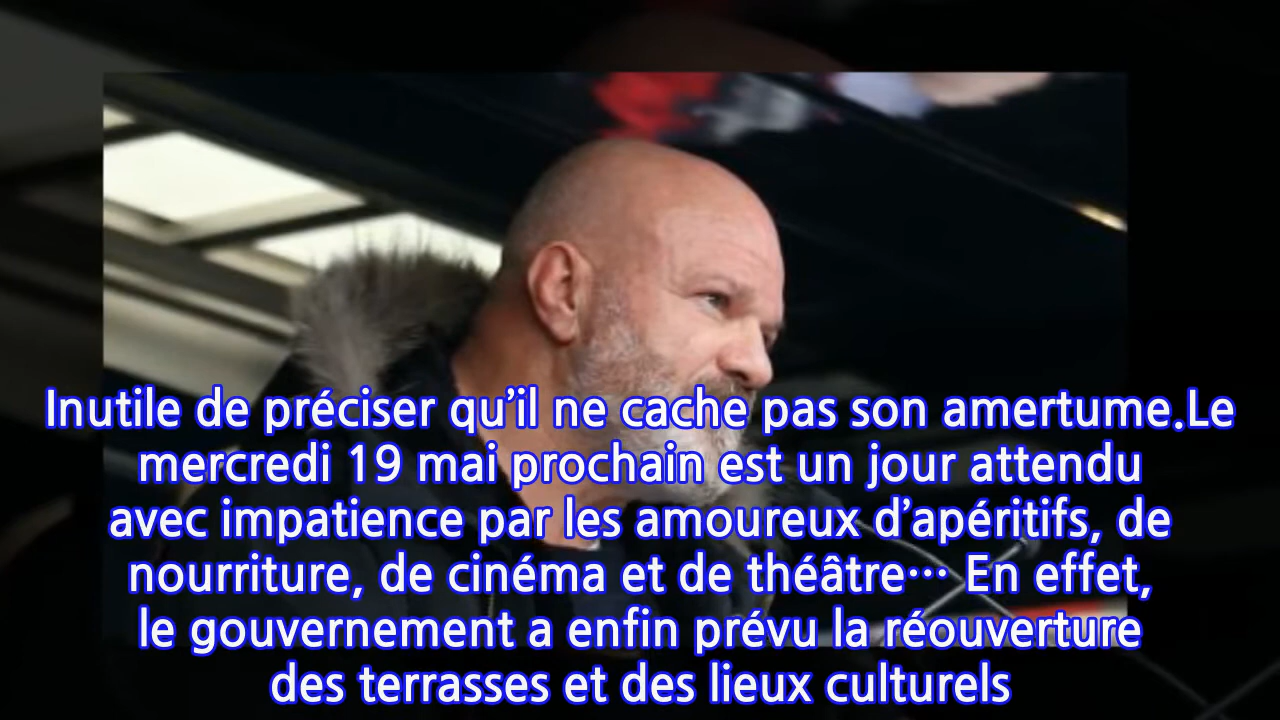 Inutile de préciser qu’il ne cache pas son amertume.Le
mercredi 19 mai prochain est un jour attendu
avec impatience par les amoureux d’apéritifs, de
nourriture, de cinéma et de théâtre… En effet,
le gouvernement a enfin prévu la réouverture
des terrasses et des lieux culturels